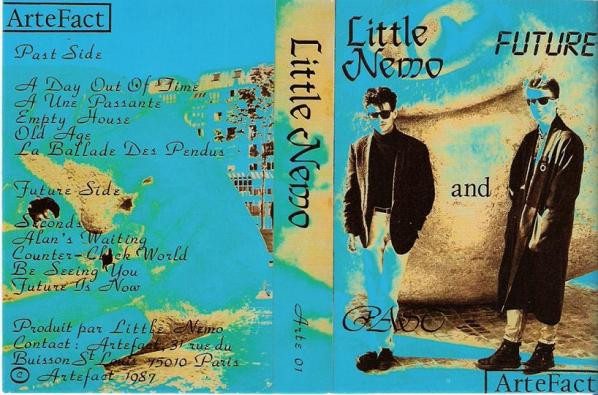 ArteFact
Past Side
A Day Out Of Time
A Une Passante
Empty House
Old Age
La Ballade Des Pendus
Future Side
Seconds
Alan's Waiting
Counter-Clock World
Be Seeing You
Future Is Now
Produit par Little Nemo
Contact: Artefact, 31 rue du
Buisson St Louis 75010 Paris
© Artefact 1987
Little Nemo
Arte 01
Little
Nemo
FUTURE
and
PAST
ArteFact